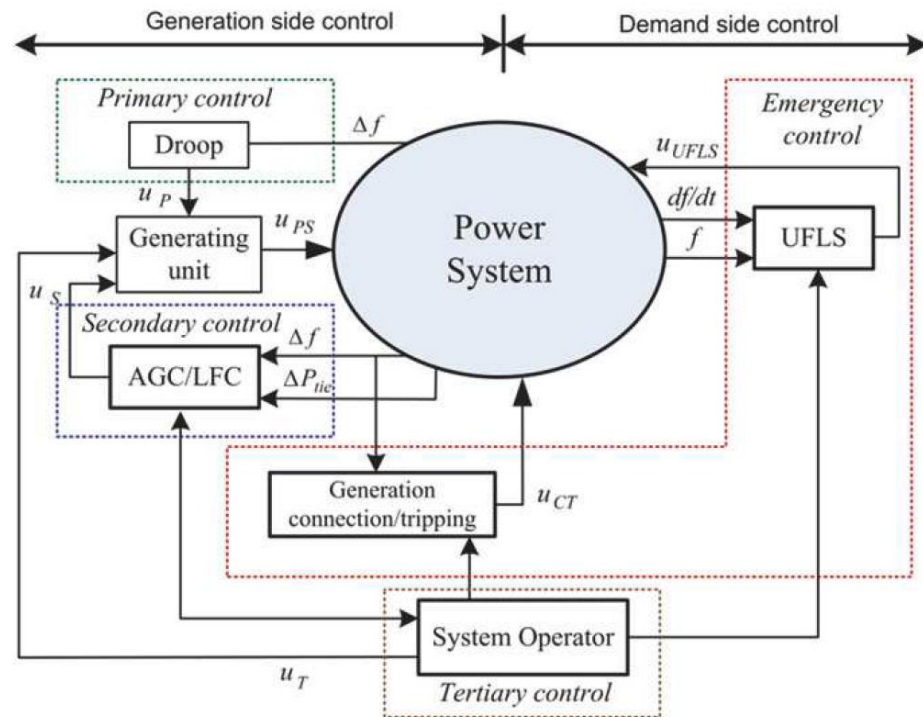 Generation side control
Demand side control
Primary control
Droop
Δf
u_P
Generating
unit
u_PS
Power
System
u_UFLS
df/dt
f
Emergency
control
UFLS
u_S
Secondary control
AGC/LFC
Δf
ΔP_tie
Generation
connection/tripping
u_CT
System Operator
u_T
Tertiary control